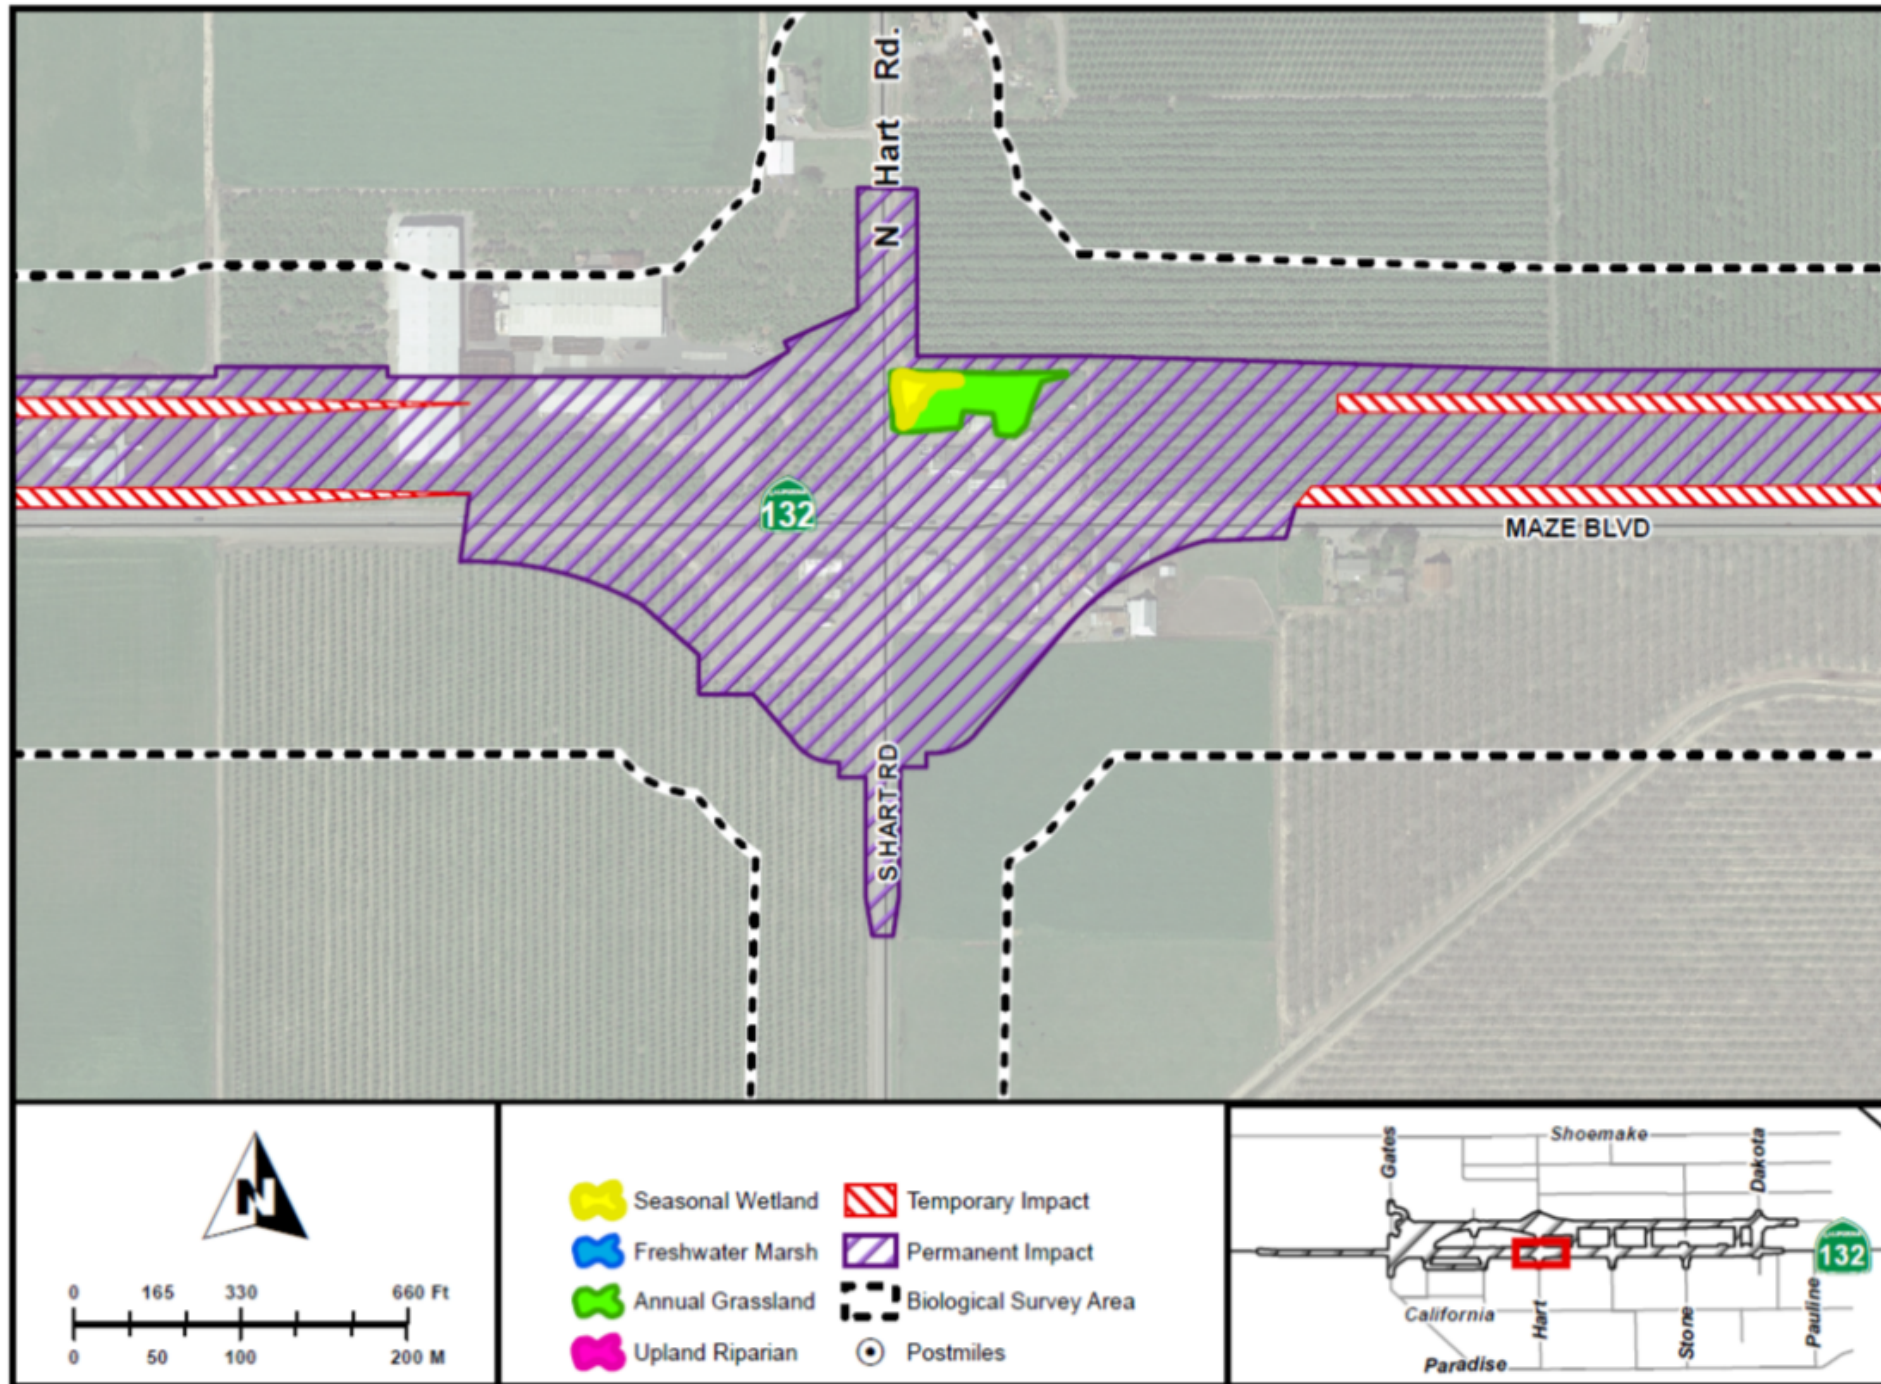 N Hart Rd.
CALIFORNIA
132
MAZE BLVD
S HART RD
N
0 165 330 660 Ft
0 50 100 200 M
Seasonal Wetland
Freshwater Marsh
Annual Grassland
Upland Riparian
Temporary Impact
Permanent Impact
Biological Survey Area
Postmiles
Gates
Shoemake
Dakota
132
California
Hart
Stone
Pauline
Paradise